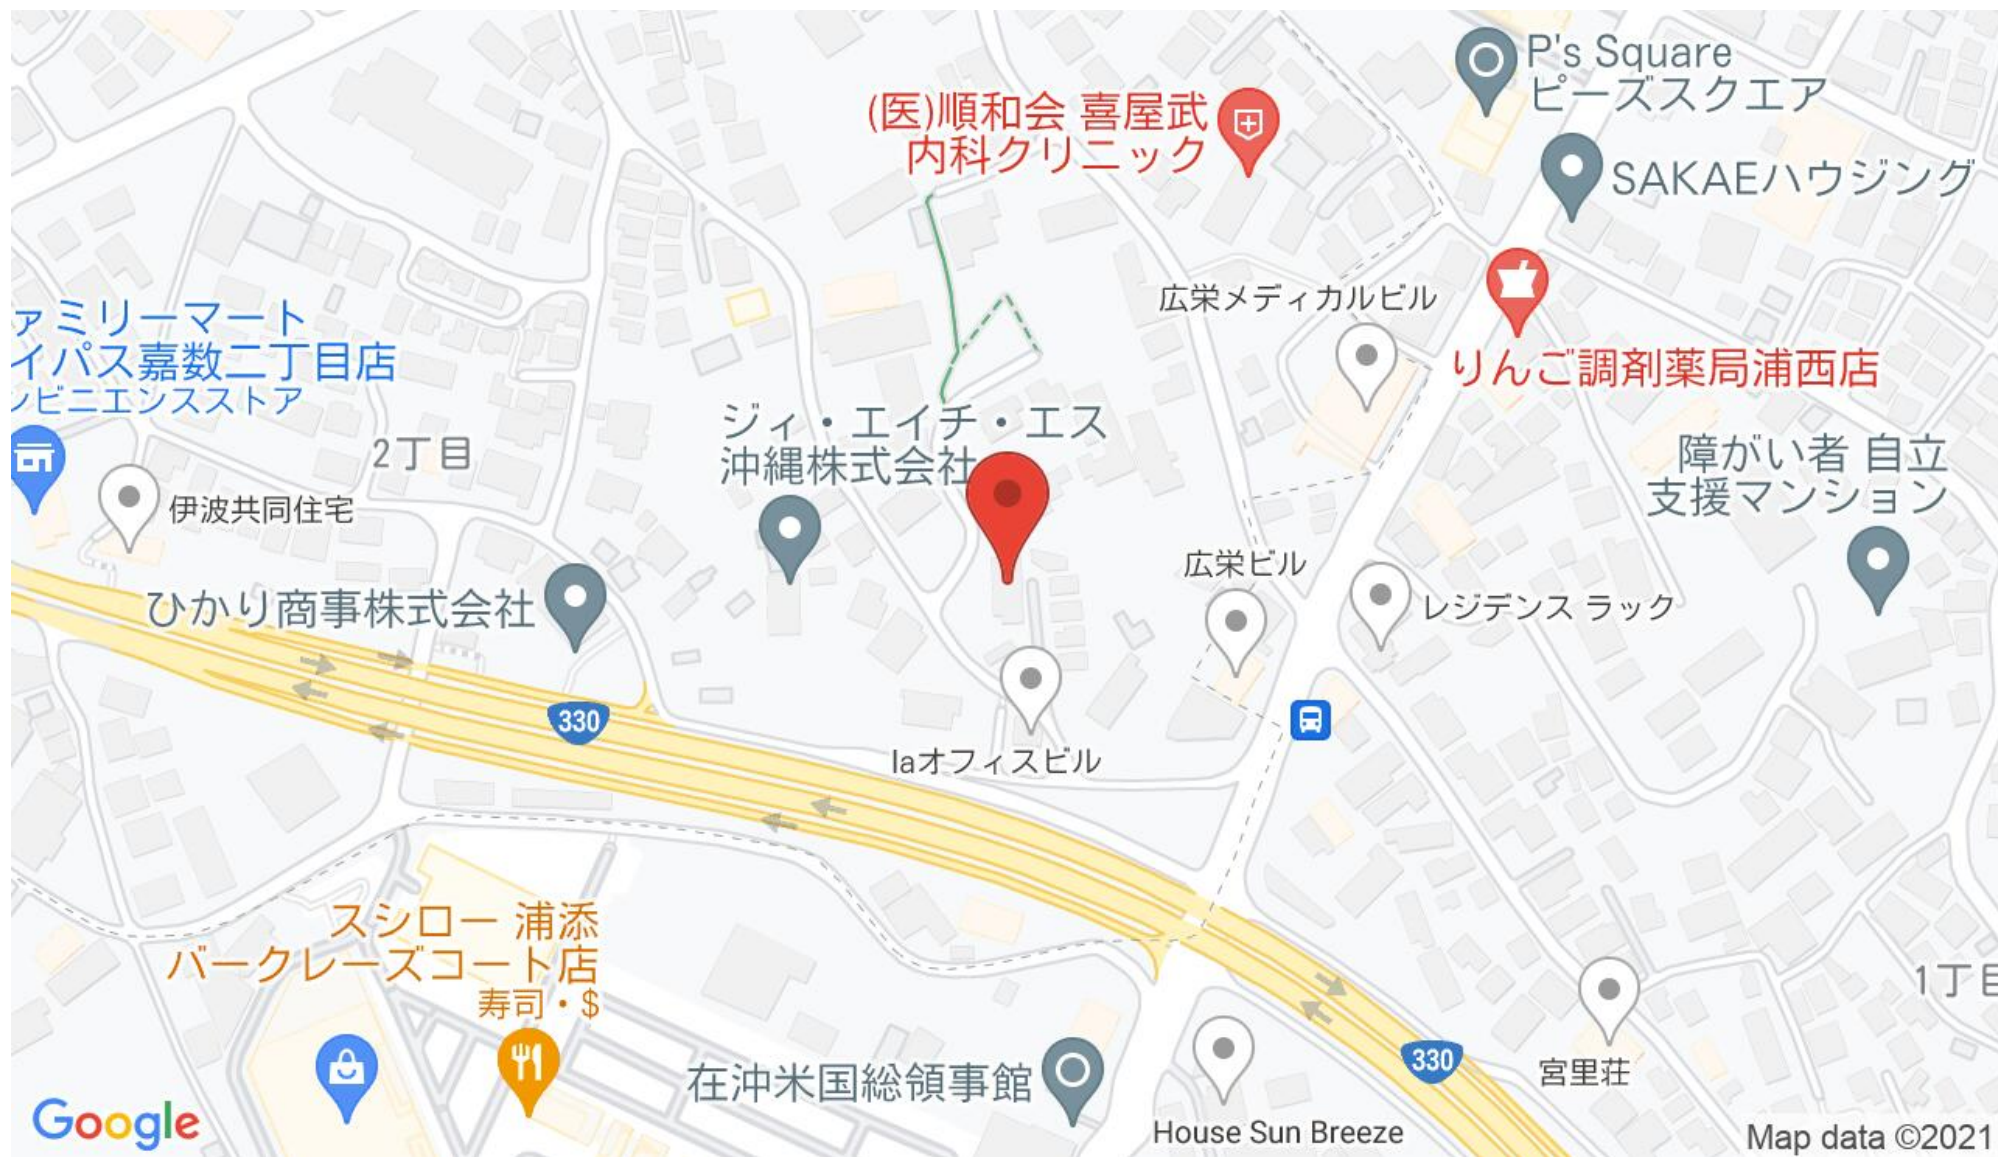 P's Square
ピーズスクエア
(医)順和会 喜屋武
内科クリニック
SAKAEハウジング
広栄メディカルビル
りんご調剤薬局浦西店
ァミリーマート
イパス嘉数二丁目店
ンビニエンスストア
2丁目
ジィ・エイチ・エス
沖縄株式会社
障がい者 自立
支援マンション
伊波共同住宅
広栄ビル
ひかり商事株式会社
レジデンス ラック
330
Iaオフィスビル
スシロー 浦添
バークレーズコート店
寿司・$
1丁目
330
宮里荘
在沖米国総領事館
House Sun Breeze
Google
Map data ©2021